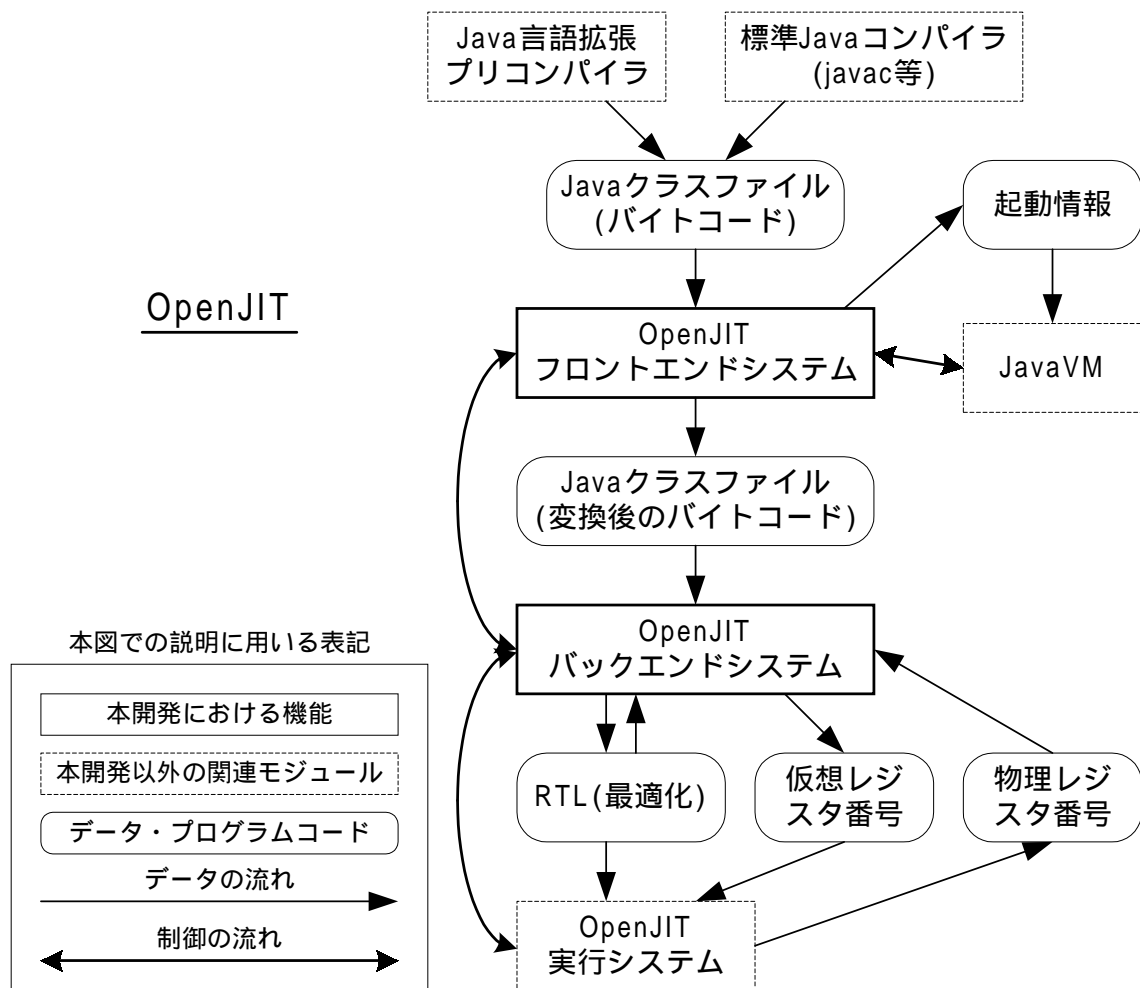 Java言語拡張
プリコンパイラ
標準Javaコンパイラ
(javac等)
Javaクラスファイル
(バイトコード)
起動情報
OpenJIT
OpenJIT
フロントエンドシステム
JavaVM
Javaクラスファイル
(変換後のバイトコード)
OpenJIT
バックエンドシステム
RTL(最適化)
仮想レジ
スタ番号
物理レジ
スタ番号
OpenJIT
実行システム
本図での説明に用いる表記
本開発における機能
本開発以外の関連モジュール
データ・プログラムコード
データの流れ
制御の流れ